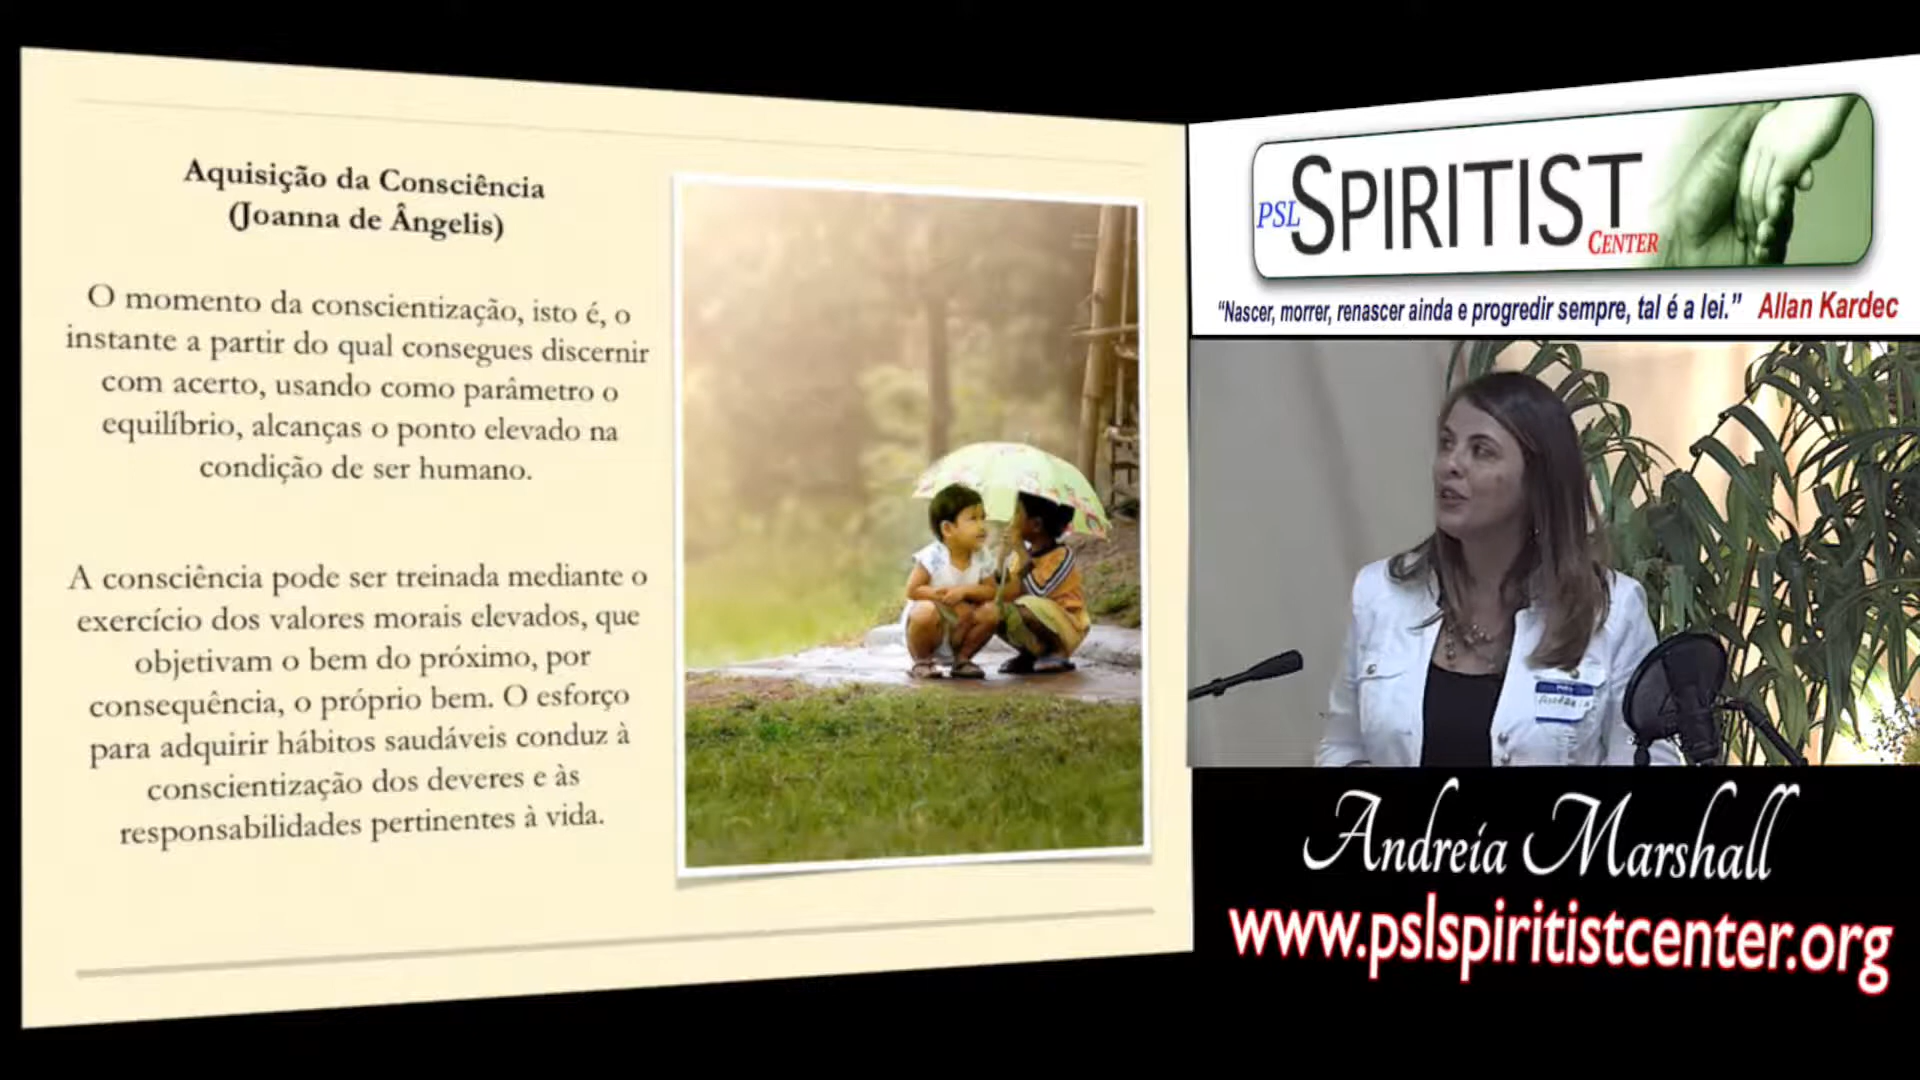 Aquisição da Consciência
(Joanna de Ângelis)
O momento da conscientização, isto é, o
instante a partir do qual consegues discernir
com acerto, usando como parâmetro o
equilíbrio, alcanças o ponto elevado na
condição de ser humano.
A consciência pode ser treinada mediante o
exercício dos valores morais elevados, que
objetivam o bem do próximo, por
consequência, o próprio bem. O esforço
para adquirir hábitos saudáveis conduz à
conscientização dos deveres e às
responsabilidades pertinentes à vida.
PSL SPIRITIST
CENTER
“Nascer, morrer, renascer ainda e progredir sempre, tal é a lei.” Allan Kardec
Andreia Marshall
www.pslspiritistcenter.org